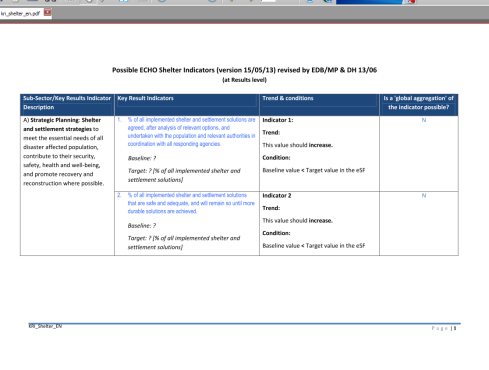 kri_shelter_en.pdf
Possible ECHO Shelter Indicators (version 15/05/13) revised by EDB/MP & DH 13/06
(at Results level)
Sub-Sector/Key Results Indicator
Description
Key Result Indicators
Trend & conditions
Is a 'global aggregation' of
the indicator possible?
A) Strategic Planning: Shelter
and settlement strategies to
meet the essential needs of all
disaster affected population,
contribute to their security,
safety, health and well-being,
and promote recovery and
reconstruction where possible.
1. % of all implemented shelter and settlement solutions are
agreed, after analysis of relevant options, and
undertaken with the population and relevant authorities in
coordination with all responding agencies.
Baseline: ?
Target: ? [% of all implemented shelter and
settlement solutions]
Indicator 1:
Trend:
This value should increase.
Condition:
Baseline value < Target value in the eSF
N
2. % of all implemented shelter and settlement solutions
that are safe and adequate, and will remain so until more
durable solutions are achieved.
Baseline: ?
Target: ? [% of all implemented shelter and
settlement solutions]
Indicator 2
Trend:
This value should increase.
Condition:
Baseline value < Target value in the eSF
N
KRI_Shelter_EN
Page | 1